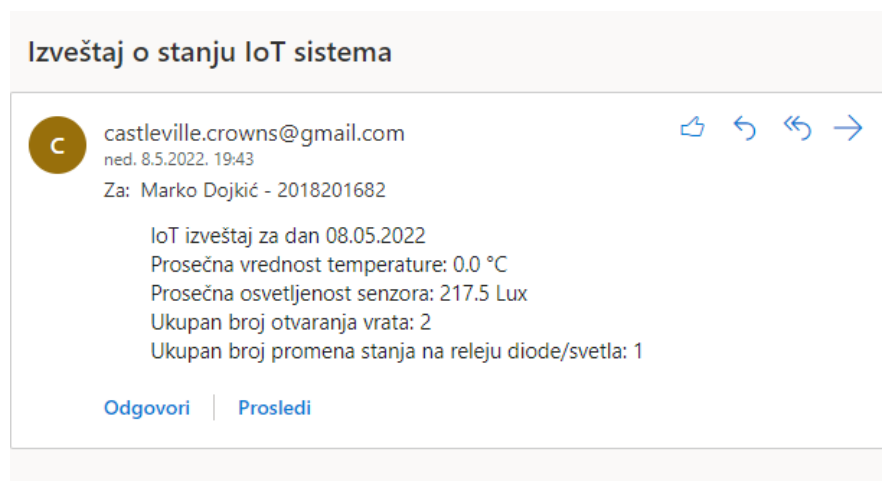 Izveštaj o stanju IoT sistema
C
castleville.crowns@gmail.com
ned. 8.5.2022. 19:43
Za: Marko Dojkić - 2018201682
IoT izveštaj za dan 08.05.2022
Prosečna vrednost temperature: 0.0 °C
Prosečna osvetljenost senzora: 217.5 Lux
Ukupan broj otvaranja vrata: 2
Ukupan broj promena stanja na releju diode/svetla: 1
Odgovori Prosledi